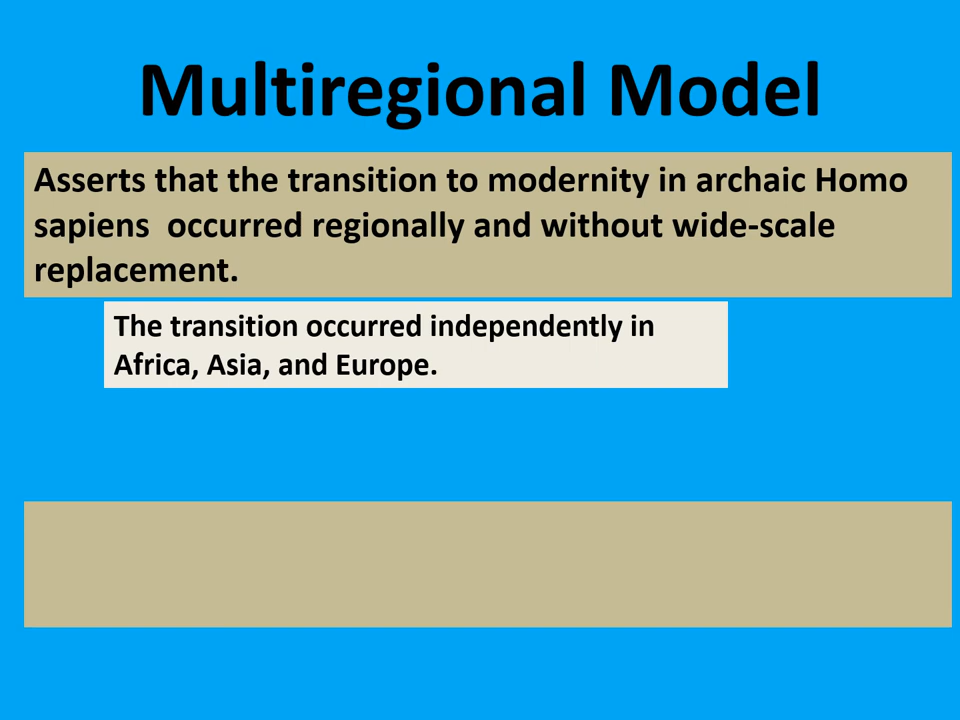 Multiregional Model
Asserts that the transition to modernity in archaic Homo
sapiens  occurred regionally and without wide-scale
replacement.
The transition occurred independently in
Africa, Asia, and Europe.